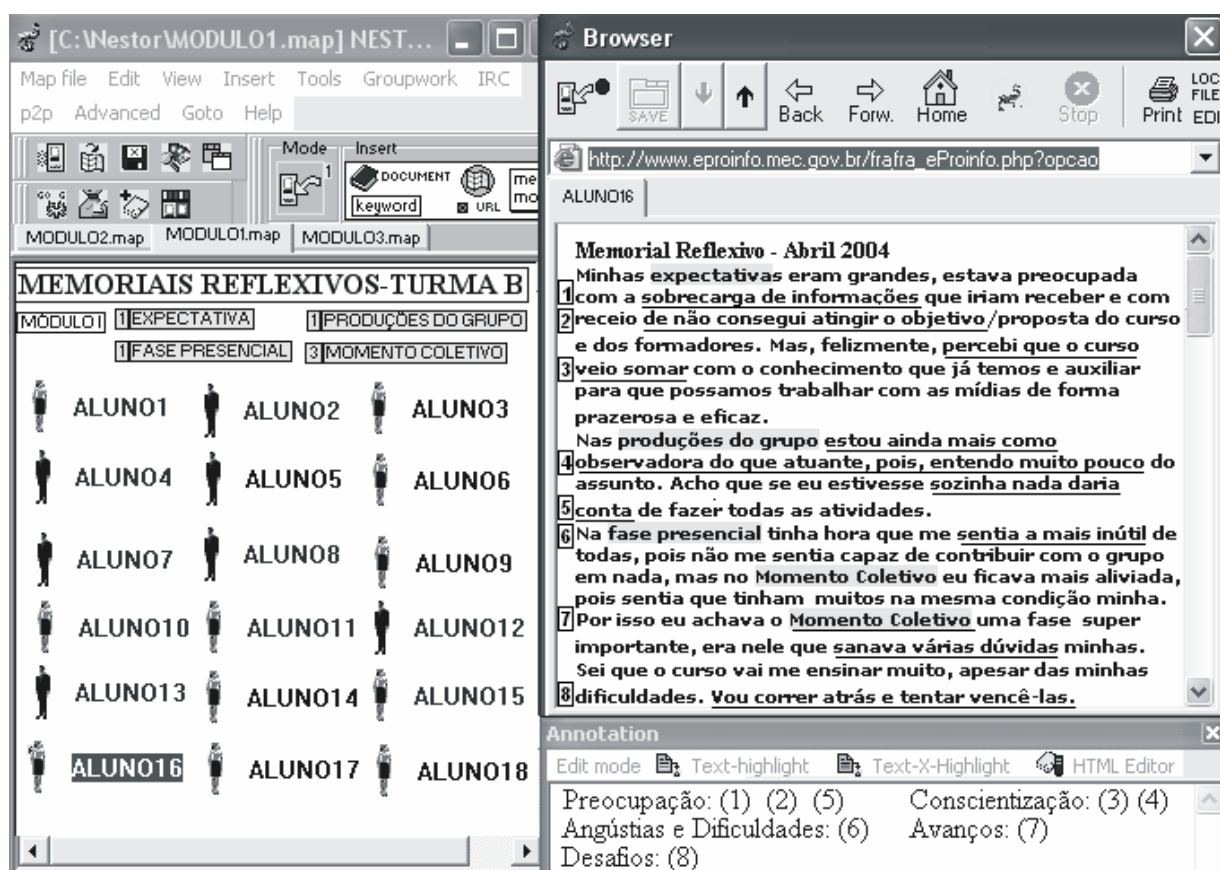 [C:\Nestor\MODULO1.map] NEST...
Map file Edit View Insert Tools Groupwork IRC
p2p Advanced Goto Help
Mode Insert
1 DOCUMENT
keyword URL
MODULO2.map MODULO1.map MODULO3.map
MEMORIAIS REFLEXIVOS-TURMA B
MÓDULO I 1 EXPECTATIVA 1 PRODUÇÕES DO GRUPO
1 FASE PRESENCIAL 3 MOMENTO COLETIVO
ALUNO1 ALUNO2 ALUNO3
ALUNO4 ALUNO5 ALUNO6
ALUNO7 ALUNO8 ALUNO9
ALUNO10 ALUNO11 ALUNO12
ALUNO13 ALUNO14 ALUNO15
ALUNO16 ALUNO17 ALUNO18
Browser
SAVE Back Forw. Home Stop Print LOC
FILE
EDI
http://www.eproinfo.mec.gov.br/frafra_eProinfo.php?opcao
ALUNO16
Memorial Reflexivo - Abril 2004
Minhas expectativas eram grandes, estava preocupada
1 com a sobrecarga de informações que iriam receber e com
2 receio de não consegui atingir o objetivo/proposta do curso
e dos formadores. Mas, felizmente, percebi que o curso
3 veio somar com o conhecimento que já temos e auxiliar
para que possamos trabalhar com as mídias de forma
prazerosa e eficaz.
Nas produções do grupo estou ainda mais como
4 observadora do que atuante, pois, entendo muito pouco do
assunto. Acho que se eu estivesse sozinha nada daria
5 conta de fazer todas as atividades.
6 Na fase presencial tinha hora que me sentia a mais inútil de
todas, pois não me sentia capaz de contribuir com o grupo
em nada, mas no Momento Coletivo eu ficava mais aliviada,
pois sentia que tinham muitos na mesma condição minha.
7 Por isso eu achava o Momento Coletivo uma fase super
importante, era nele que sanava várias dúvidas minhas.
Sei que o curso vai me ensinar muito, apesar das minhas
8 dificuldades. Vou correr atrás e tentar vencê-las.
Annotation
Edit mode Text-highlight Text-X-Highlight HTML Editor
Preocupação: (1) (2) (5) Conscientização: (3) (4)
Angústias e Dificuldades: (6) Avanços: (7)
Desafios: (8)